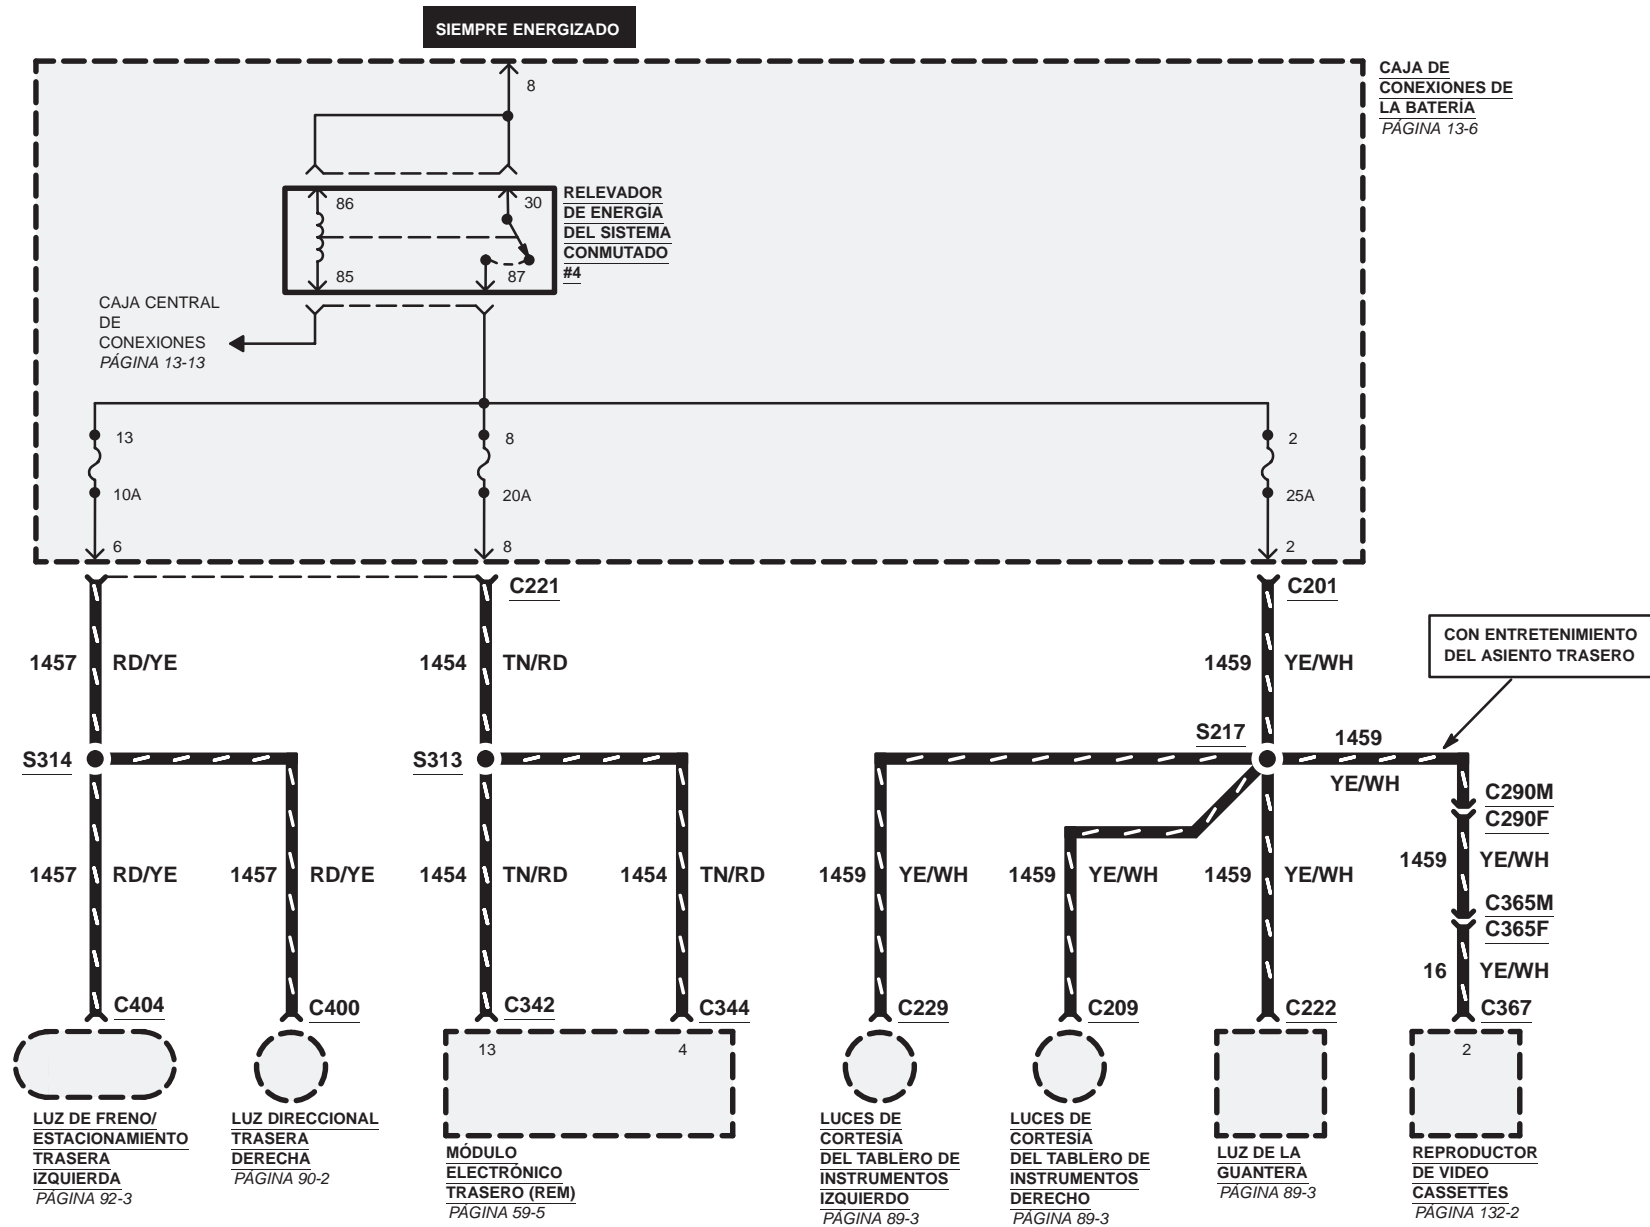 SIEMPRE ENERGIZADO
CAJA DE
CONEXIONES DE
LA BATERÍA
PÁGINA 13-6
8
86
30
85
87
RELEVADOR
DE ENERGÍA
DEL SISTEMA
CONMUTADO
#4
CAJA CENTRAL
DE
CONEXIONES
PÁGINA 13-13
13
8
2
10A
20A
25A
6
8
2
C221
C201
CON ENTRETENIMIENTO
DEL ASIENTO TRASERO
1457 RD/YE
1454 TN/RD
1459 YE/WH
S314
S313
S217
1459
YE/WH
C290M
C290F
1457 RD/YE
1457 RD/YE
1454 TN/RD
1454 TN/RD
1459 YE/WH
1459 YE/WH
1459 YE/WH
1459 YE/WH
C365M
C365F
16 YE/WH
C404
C400
C342
C344
C229
C209
C222
C367
13
4
2
LUZ DE FRENO/
ESTACIONAMIENTO
TRASERA
IZQUIERDA
PÁGINA 92-3
LUZ DIRECCIONAL
TRASERA
DERECHA
PÁGINA 90-2
MÓDULO
ELECTRÓNICO
TRASERO (REM)
PÁGINA 59-5
LUCES DE
CORTESÍA
DEL TABLERO DE
INSTRUMENTOS
IZQUIERDO
PÁGINA 89-3
LUCES DE
CORTESÍA
DEL TABLERO DE
INSTRUMENTOS
DERECHO
PÁGINA 89-3
LUZ DE LA
GUANTERA
PÁGINA 89-3
REPRODUCTOR
DE VIDEO
CASSETTES
PÁGINA 132-2